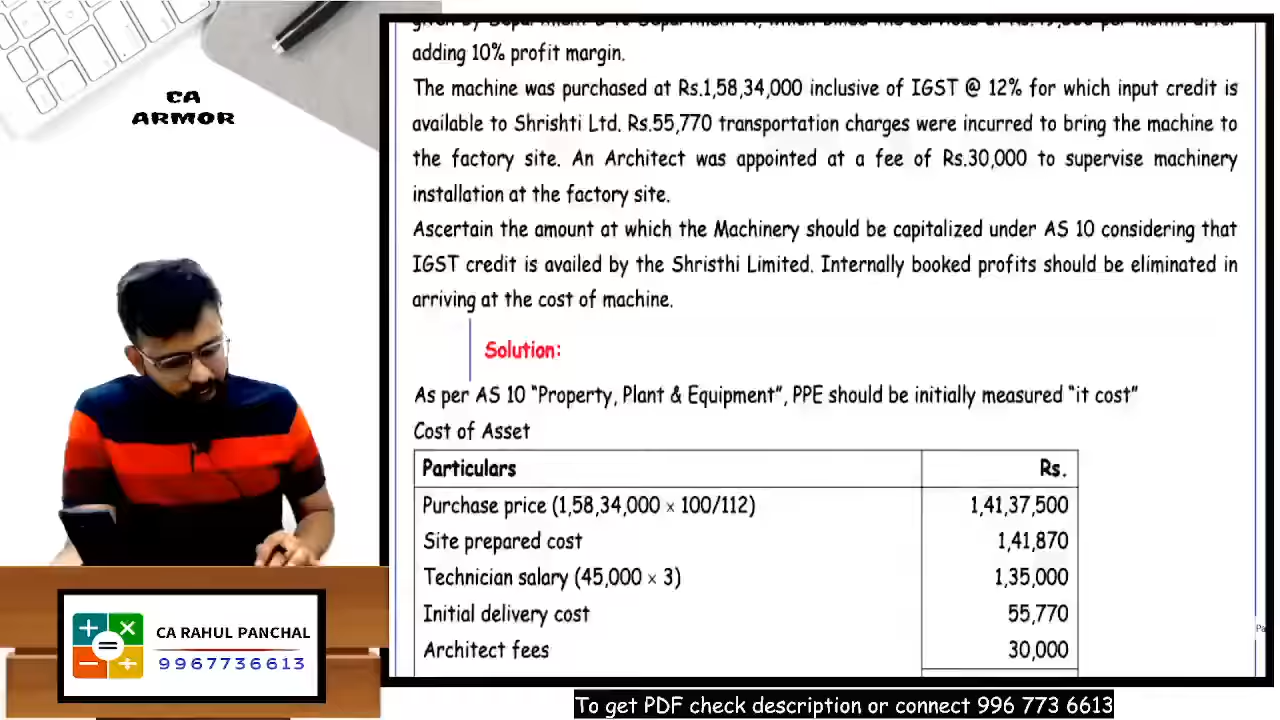 CA
ARMOR
adding 10% profit margin.
The machine was purchased at Rs.1,58,34,000 inclusive of IGST @ 12% for which input credit is
available to Shrishti Ltd. Rs.55,770 transportation charges were incurred to bring the machine to
the factory site. An Architect was appointed at a fee of Rs.30,000 to supervise machinery
installation at the factory site.
Ascertain the amount at which the Machinery should be capitalized under AS 10 considering that
IGST credit is availed by the Shristhi Limited. Internally booked profits should be eliminated in
arriving at the cost of machine.
Solution:
As per AS 10 “Property, Plant & Equipment”, PPE should be initially measured “it cost”
Cost of Asset
Particulars Rs.
Purchase price (1,58,34,000 × 100/112) 1,41,37,500
Site prepared cost 1,41,870
Technician salary (45,000 × 3) 1,35,000
Initial delivery cost 55,770
Architect fees 30,000
CA RAHUL PANCHAL
9967736613
To get PDF check description or connect 996 773 6613